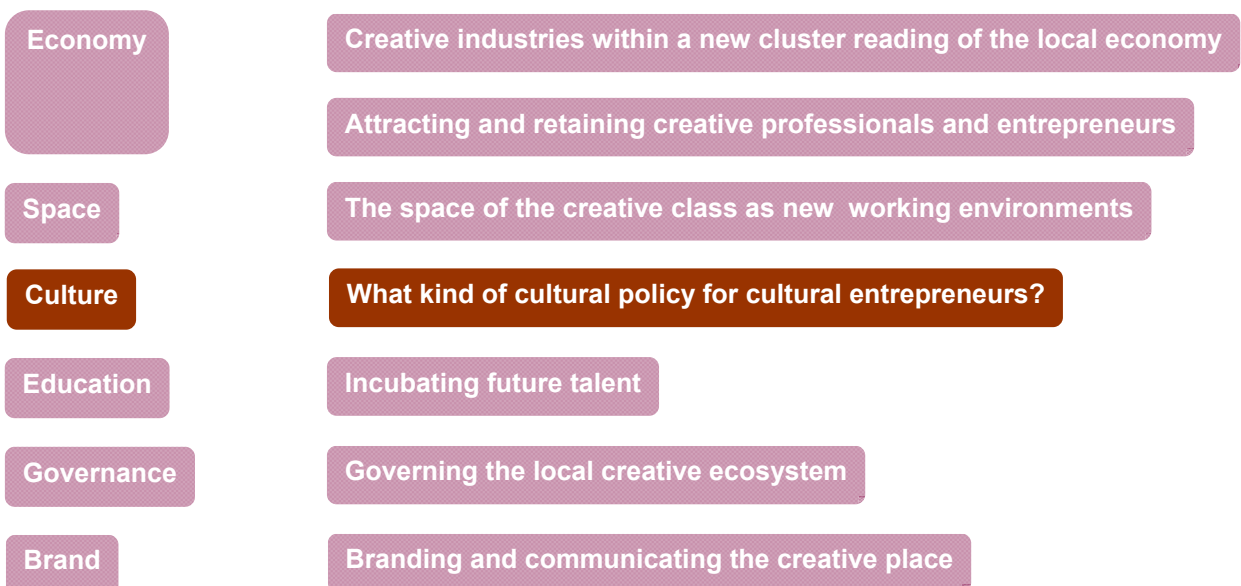 Economy
Creative industries within a new cluster reading of the local economy
Attracting and retaining creative professionals and entrepreneurs
Space
The space of the creative class as new  working environments
Culture
What kind of cultural policy for cultural entrepreneurs?
Education
Incubating future talent
Governance
Governing the local creative ecosystem
Brand
Branding and communicating the creative place